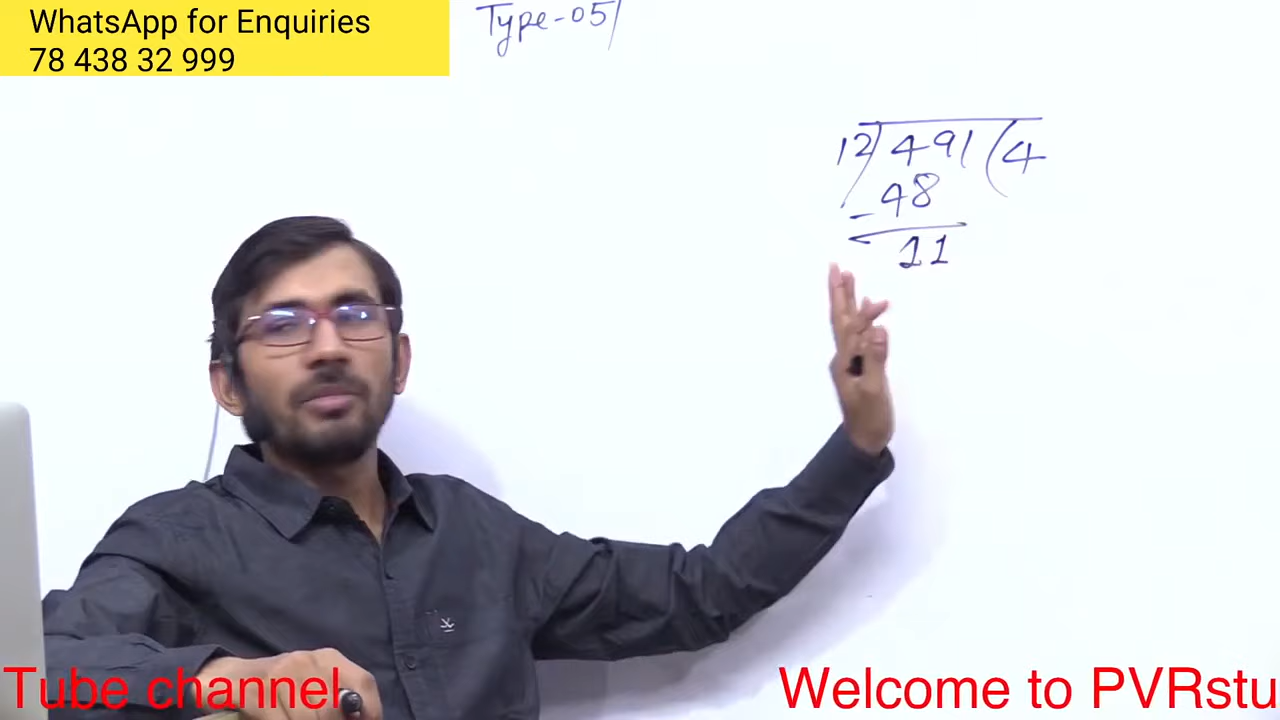 WhatsApp for Enquiries
78 438 32 999
Type-05/
12) 491 (4
- 48
11
Tube channel
Welcome to PVRstu